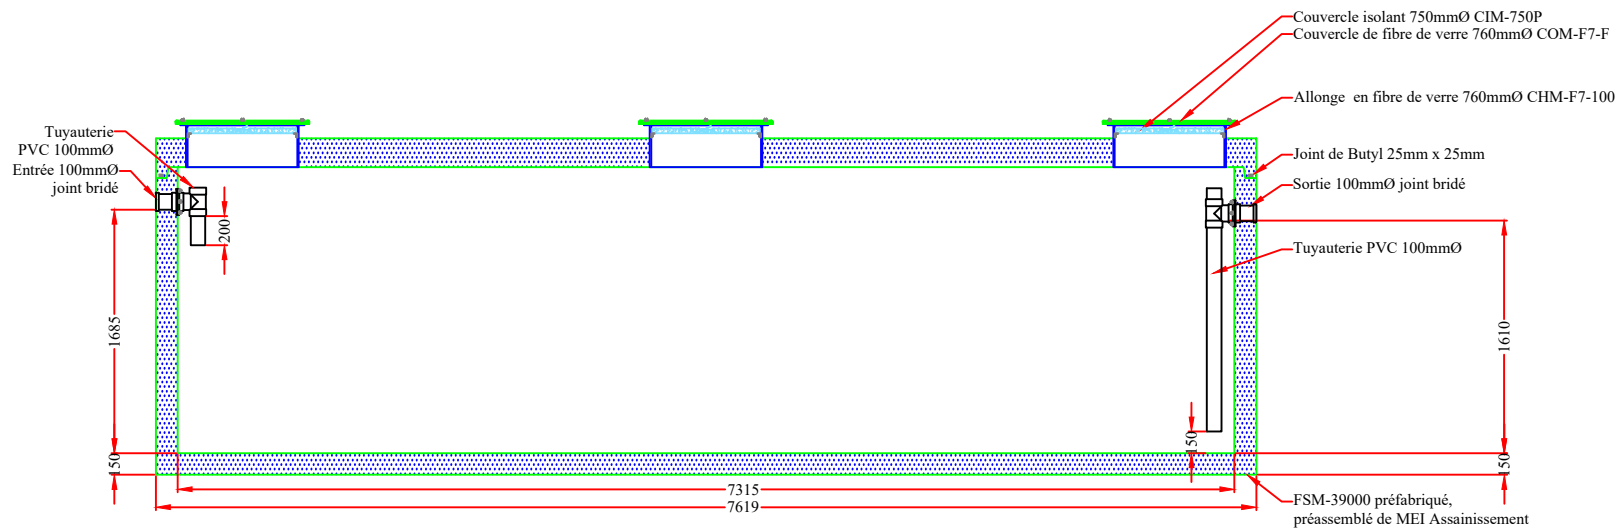 Couvercle isolant 750mmØ CIM-750P
Couvercle de fibre de verre 760mmØ COM-F7-F
Allonge en fibre de verre 760mmØ CHM-F7-100
Tuyauterie
PVC 100mmØ
Entrée 100mmØ
joint bridé
Joint de Butyl 25mm x 25mm
Sortie 100mmØ joint bridé
200
Tuyauterie PVC 100mmØ
1685
1610
150
150
150
7315
7619
FSM-39000 préfabriqué,
préassemblé de MEI Assainissement